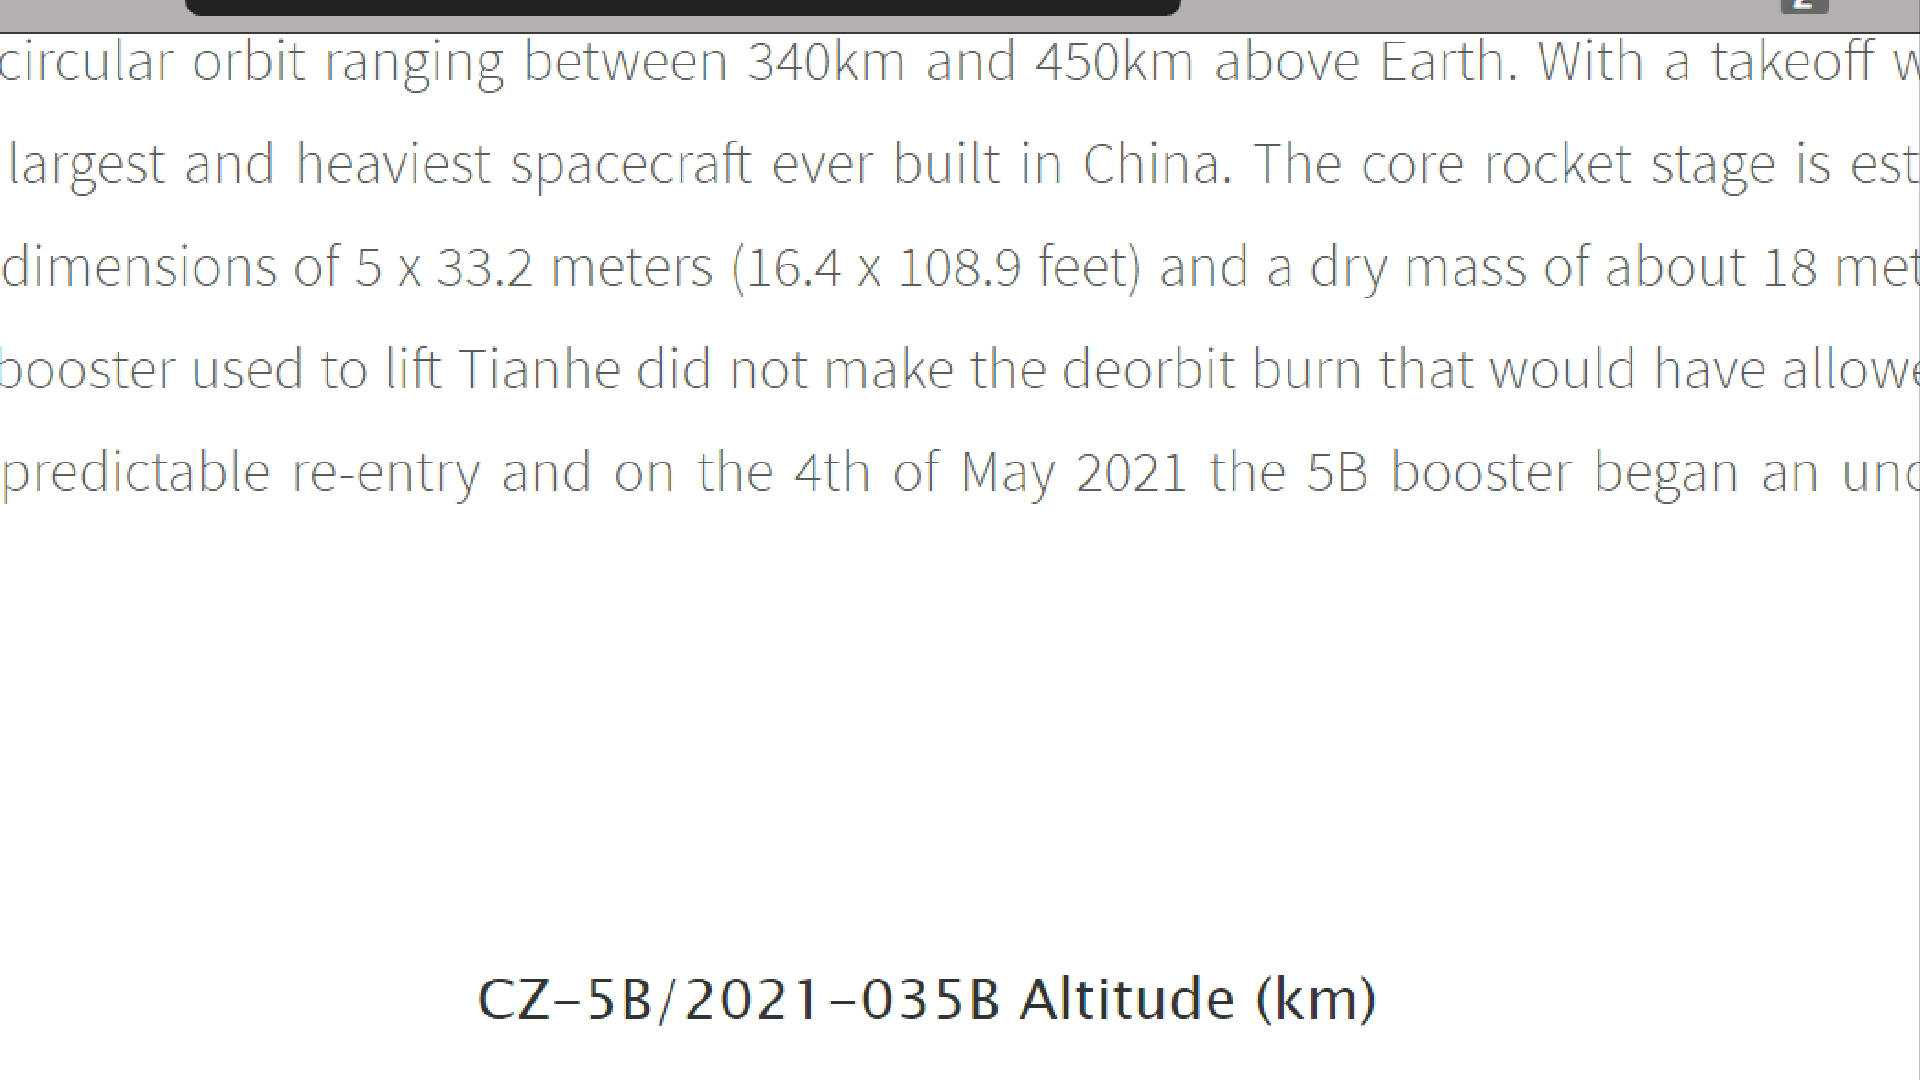 2
circular orbit ranging between 340km and 450km above Earth. With a takeoff
largest and heaviest spacecraft ever built in China. The core rocket stage is
dimensions of 5 x 33.2 meters (16.4 x 108.9 feet) and a dry mass of about 18
booster used to lift Tianhe did not make the deorbit burn that would have
predictable re-entry and on the 4th of May 2021 the 5B booster began an
CZ-5B/2021-035B Altitude (km)